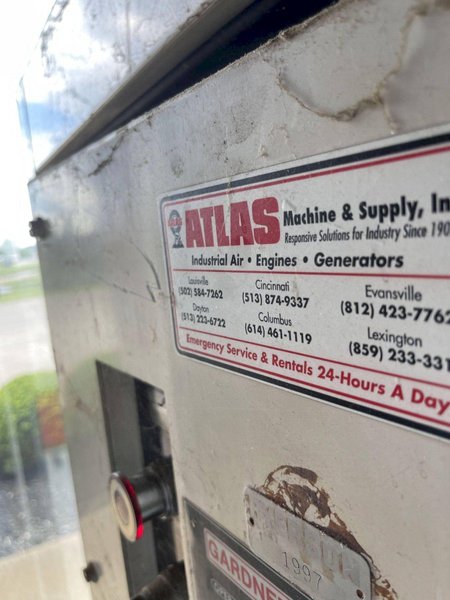 ATLAS Machine & Supply, In
Responsive Solutions for Industry Since 190
Industrial Air • Engines • Generators
Louisville
(502) 584-7262
Cincinnati
(513) 874-9337
Evansville
(812) 423-7762
Dayton
(513) 223-6722
Columbus
(614) 461-1119
Lexington
(859) 233-331
Emergency Service & Rentals 24-Hours A Day
1997
GARDNE